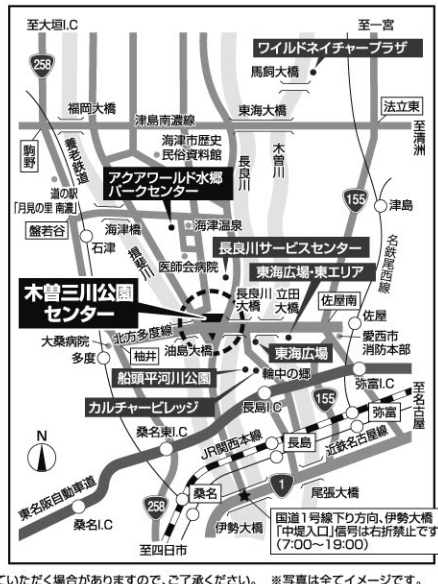 至大垣I.C
至一宮
ワイルドネイチャープラザ
258
馬飼大橋
福岡大橋
東海大橋
法立東
津島南濃線
至清洲
駒野
養老鉄道
海津市歴史
民俗資料館
長良川
木曽川
アクアワールド水郷
パークセンター
道の駅
「月見の里 南濃」
155
津島
盤若谷
海津橋
海津温泉
石津
揖斐川
名鉄尾西線
医師会病院
長良川サービスセンター
東海広場・東エリア
木曽三川公園
センター
長良川
大橋
立田
大橋
佐屋南
佐屋
北方多度線
大桑病院
多度
柚井
油島大橋
東海広場
愛西市
消防本部
船頭平河川公園
輪中の郷
弥富I.C
カルチャービレッジ
長島I.C
155
至名古屋
桑名東I.C
弥富
N
JR関西本線
長島
近鉄名古屋線
東名阪自動車道
桑名
1
258
尾張大橋
桑名I.C
伊勢大橋
至四日市
国道1号線下り方向、伊勢大橋
「中堤入口」信号は右折禁止です
(7:00〜19:00)
ていただく場合がありますので、ご了承ください。 ※写真は全てイメージです。